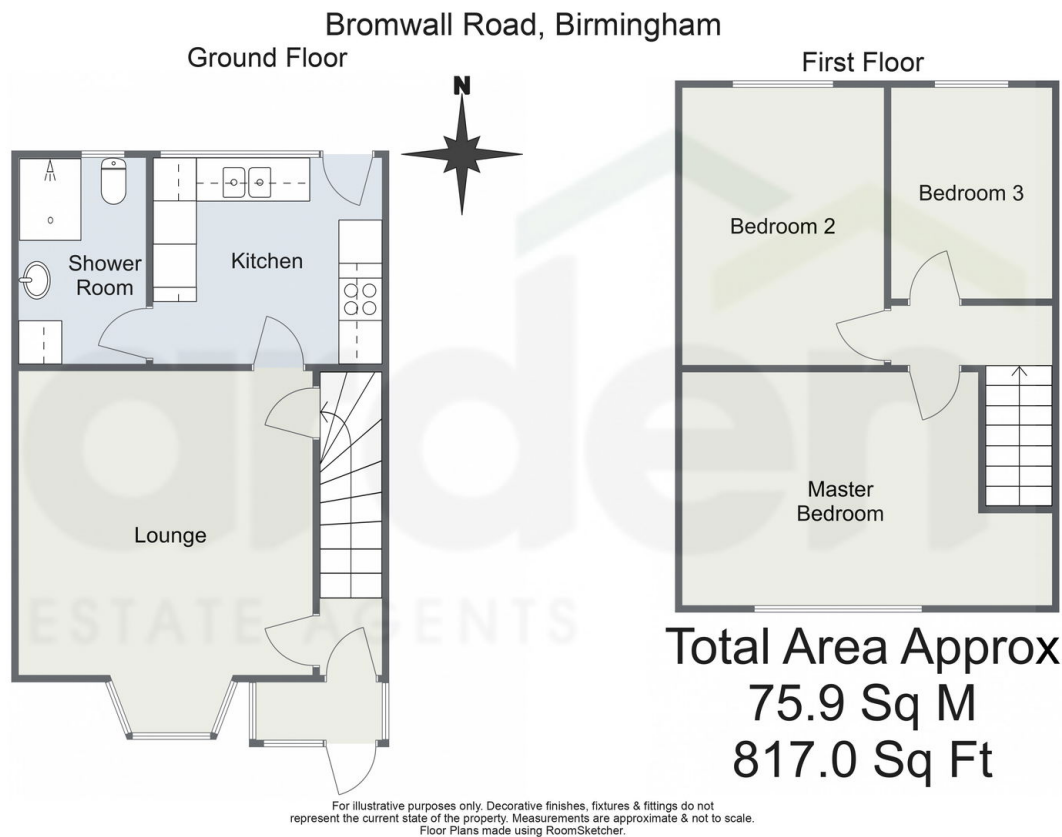 Bromwall Road, Birmingham
Ground Floor
First Floor
N
Bedroom 2
Bedroom 3
Shower
Room
Kitchen
Lounge
Master
Bedroom
arden
ESTATE AGENTS
Total Area Approx
75.9 Sq M
817.0 Sq Ft
For illustrative purposes only. Decorative finishes, fixtures & fittings do not
represent the current state of the property. Measurements are approximate & not to scale.
Floor Plans made using RoomSketcher.